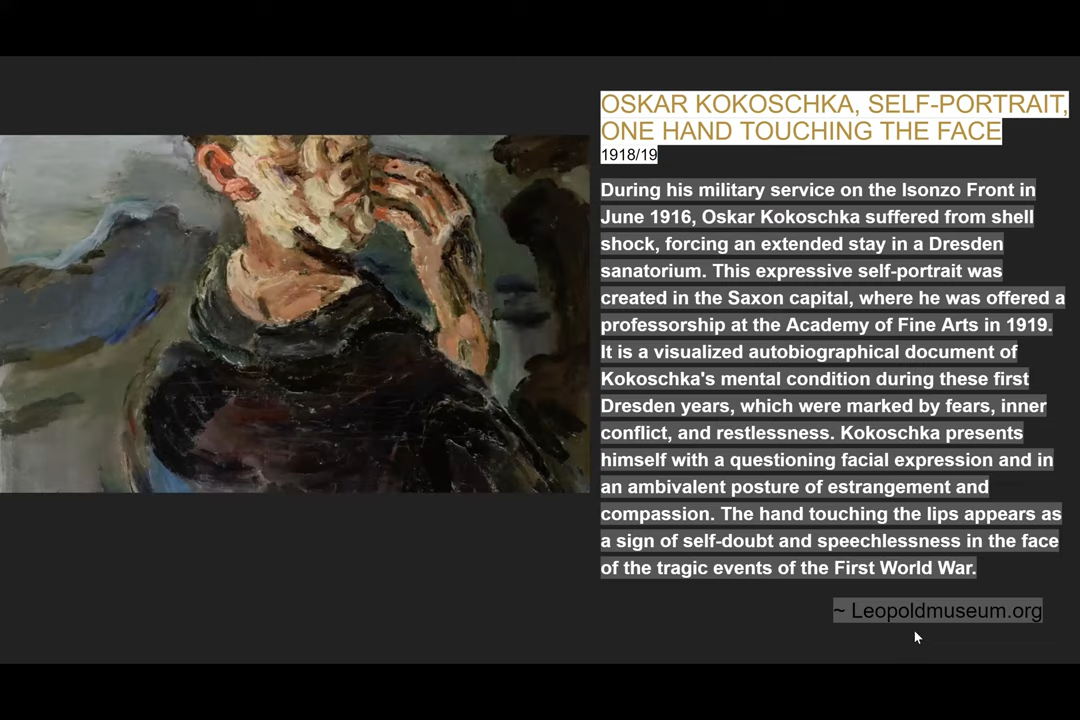 OSKAR KOKOSCHKA, SELF-PORTRAIT,
ONE HAND TOUCHING THE FACE
1918/19
During his military service on the Isonzo Front in
June 1916, Oskar Kokoschka suffered from shell
shock, forcing an extended stay in a Dresden
sanatorium. This expressive self-portrait was
created in the Saxon capital, where he was offered a
professorship at the Academy of Fine Arts in 1919.
It is a visualized autobiographical document of
Kokoschka's mental condition during these first
Dresden years, which were marked by fears, inner
conflict, and restlessness. Kokoschka presents
himself with a questioning facial expression and in
an ambivalent posture of estrangement and
compassion. The hand touching the lips appears as
a sign of self-doubt and speechlessness in the face
of the tragic events of the First World War.
~ Leopoldmuseum.org